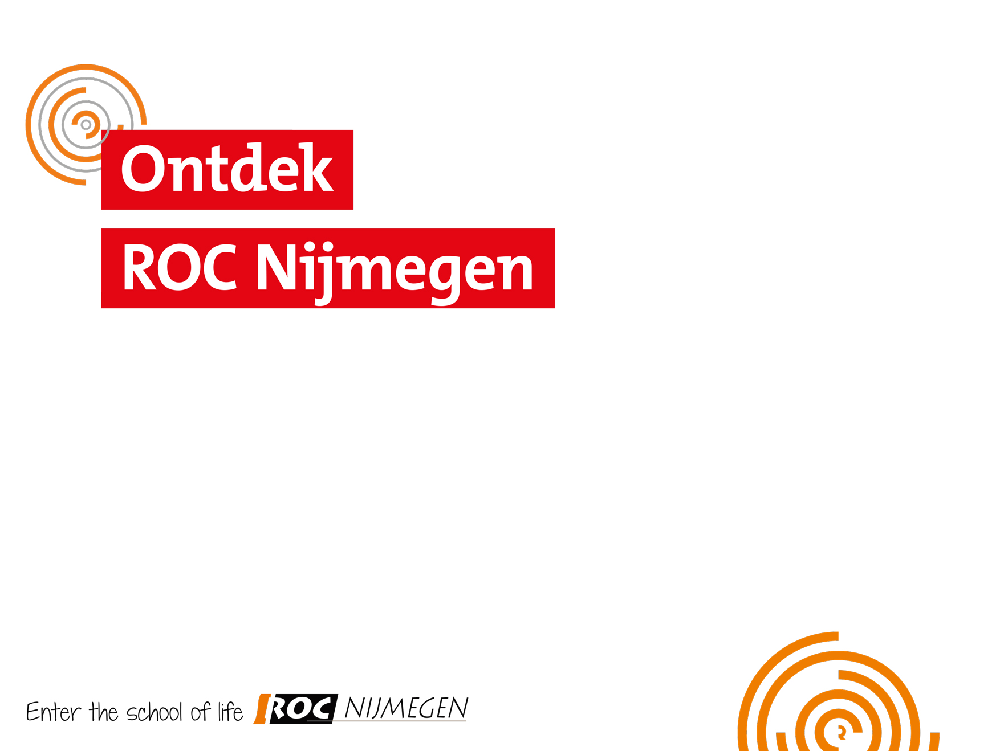 Ontdek
ROC Nijmegen
Enter the school of life ROC NIJMEGEN